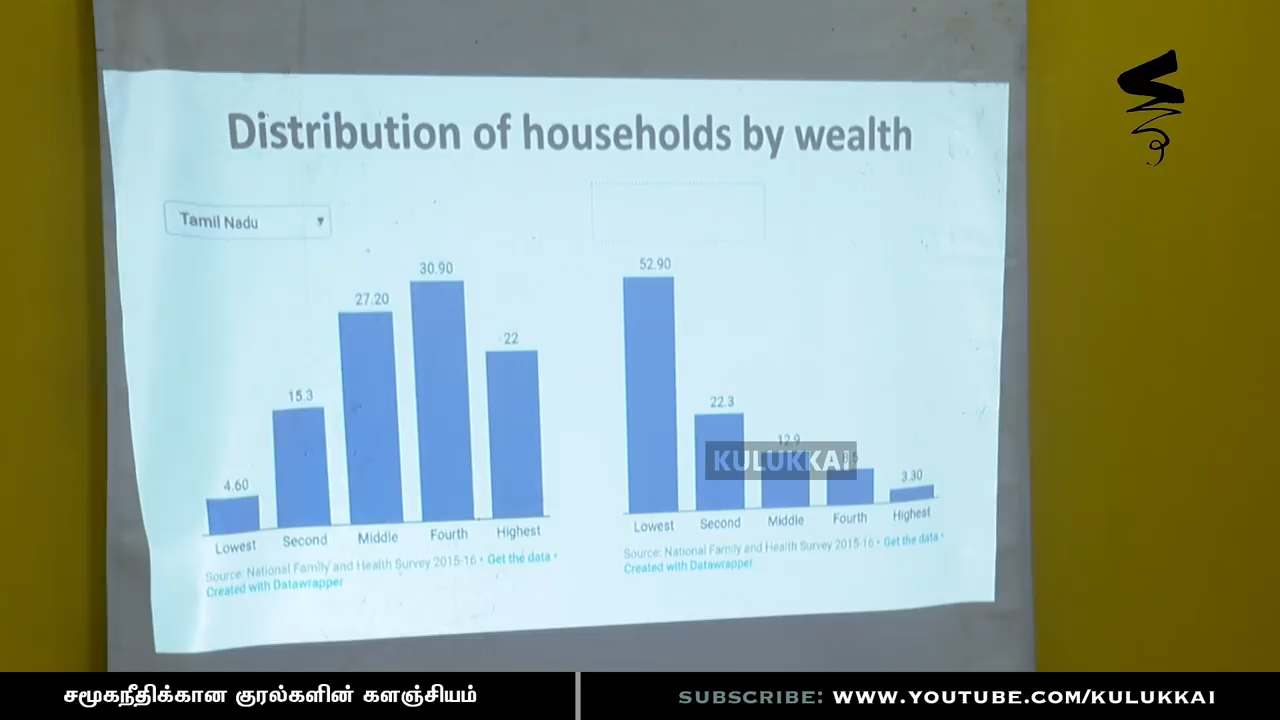 Distribution of households by wealth
Tamil Nadu ▾
4.60
15.3
27.20
30.90
22
Lowest Second Middle Fourth Highest
Source: National Family and Health Survey 2015-16 • Get the data •
Created with Datawrapper
52.90
22.3
12.9
3.30
Lowest Second Middle Fourth Highest
Source: National Family and Health Survey 2015-16 • Get the data •
Created with Datawrapper
KULUKKAI
சமூகநீதிக்கான குரல்களின் களஞ்சியம்
SUBSCRIBE: WWW.YOUTUBE.COM/KULUKKAI